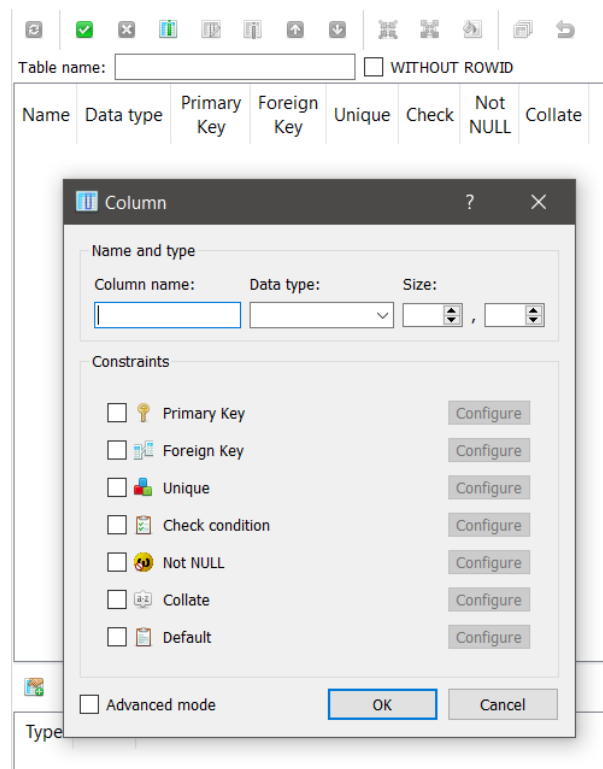 Table name: WITHOUT ROWID
Name Data type Primary Key Foreign Key Unique Check Not NULL Collate
Column ?
Name and type
Column name: Data type: Size:
,
Constraints
Primary Key Configure
Foreign Key Configure
Unique Configure
Check condition Configure
Not NULL Configure
a-z Collate Configure
Default Configure
Advanced mode OK Cancel
Type